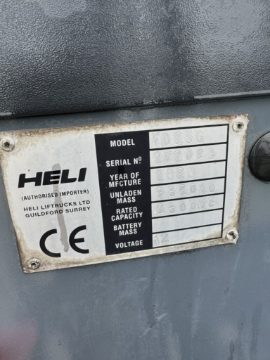 HELI
(AUTHORISED IMPORTER)
HELI LIFTRUCKS LTD
GUILDFORD SURREY
CE
MODEL
SERIAL Nº
YEAR OF
MFCTURE
UNLADEN
MASS
RATED
CAPACITY
BATTERY
MASS
VOLTAGE